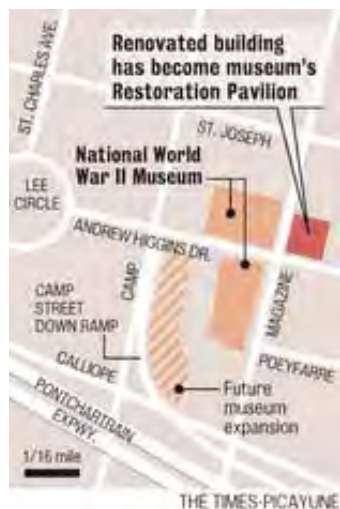 Renovated building
has become museum's
Restoration Pavilion
ST. CHARLES AVE.
ST. JOSEPH
National World
War II Museum
LEE
CIRCLE
ANDREW HIGGINS DR.
CAMP
MAGAZINE
CAMP
STREET
DOWN RAMP
CALLIOPE
POEYFARRE
PONTCHARTRAIN
EXPWY.
Future
museum
expansion
1/16 mile
THE TIMES-PICAYUNE